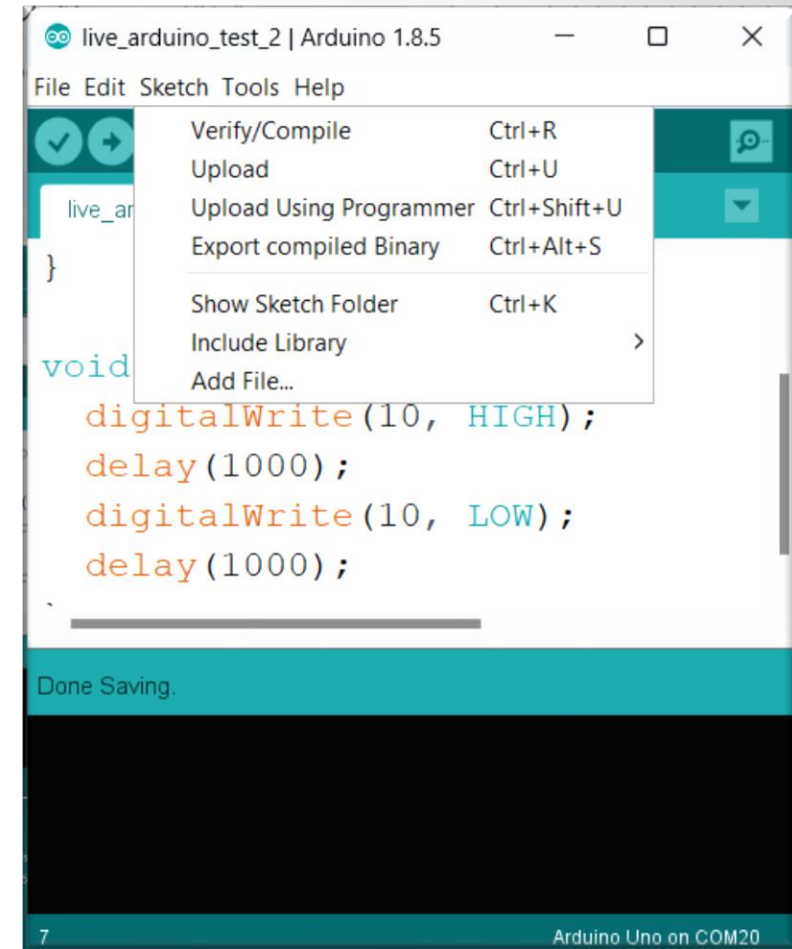 live_arduino_test_2 | Arduino 1.8.5
File Edit Sketch Tools Help
Verify/Compile Ctrl+R
Upload Ctrl+U
live_ar
Upload Using Programmer Ctrl+Shift+U
Export compiled Binary Ctrl+Alt+S
}
Show Sketch Folder Ctrl+K
Include Library >
void
Add File...
digitalWrite(10, HIGH);
delay(1000);
digitalWrite(10, LOW);
delay(1000);
Done Saving.
7 Arduino Uno on COM20